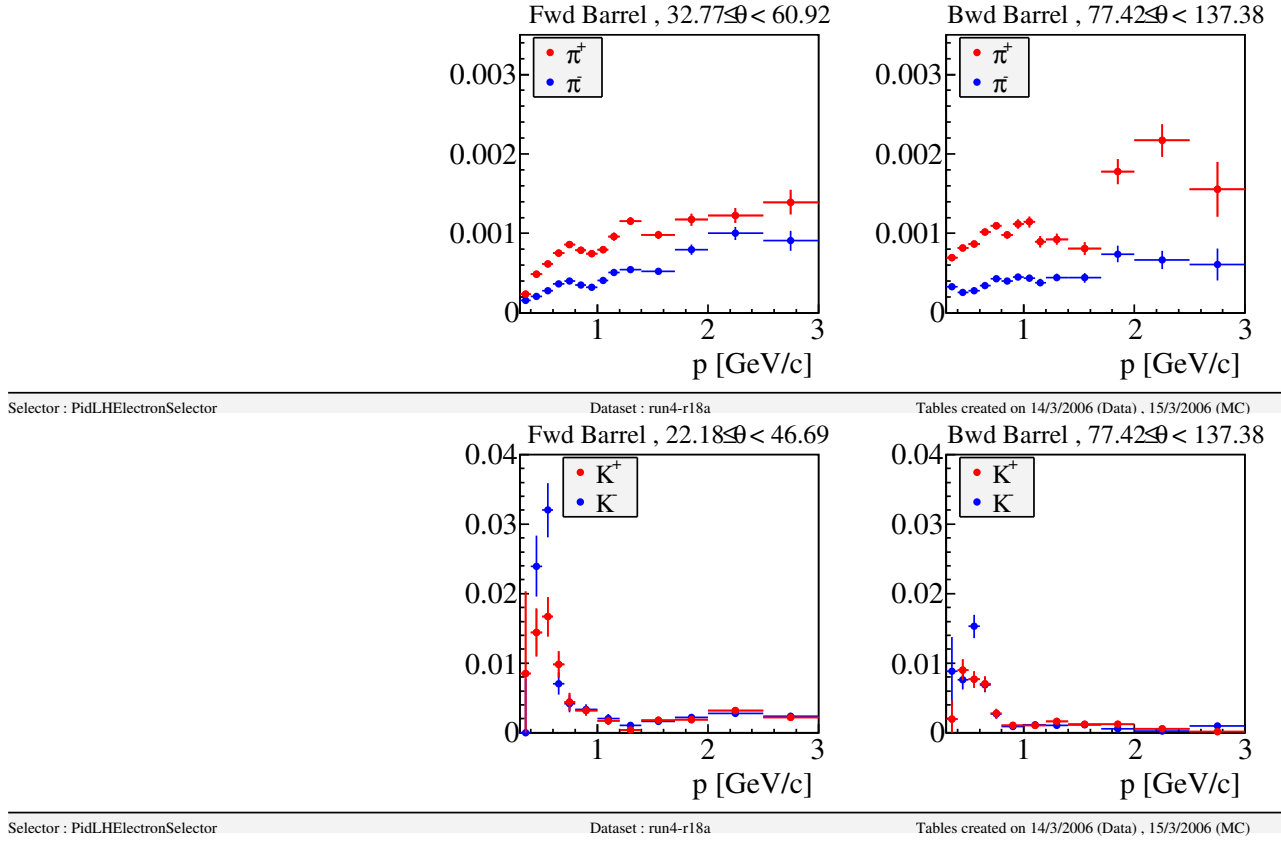 Fwd Barrel , 32.77≤θ< 60.92
Bwd Barrel , 77.42≤θ< 137.38
π+
π-
0.003
0.002
0.001
0
1 2 3
p [GeV/c]
π+
π-
0.003
0.002
0.001
0
1 2 3
p [GeV/c]
Selector : PidLHElectronSelector
Dataset : run4-r18a
Tables created on 14/3/2006 (Data) , 15/3/2006 (MC)
Fwd Barrel , 22.18≤θ< 46.69
Bwd Barrel , 77.42≤θ< 137.38
K+
K-
0.04
0.03
0.02
0.01
0
1 2 3
p [GeV/c]
K+
K-
0.04
0.03
0.02
0.01
0
1 2 3
p [GeV/c]
Selector : PidLHElectronSelector
Dataset : run4-r18a
Tables created on 14/3/2006 (Data) , 15/3/2006 (MC)